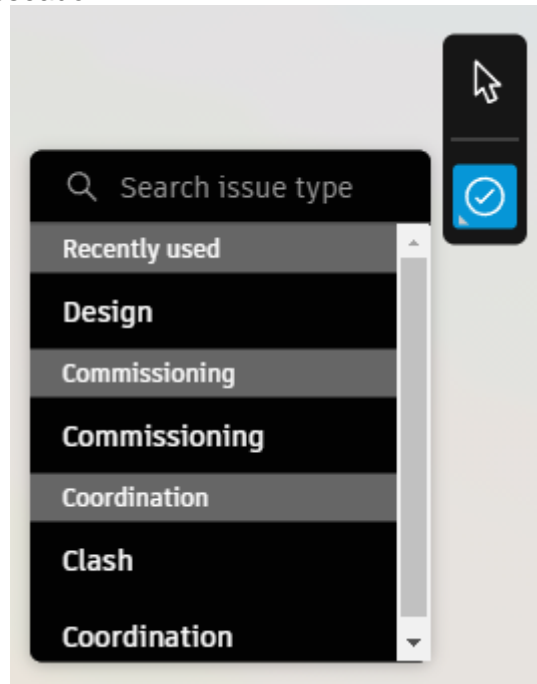 Search issue type
Recently used
Design
Commissioning
Commissioning
Coordination
Clash
Coordination